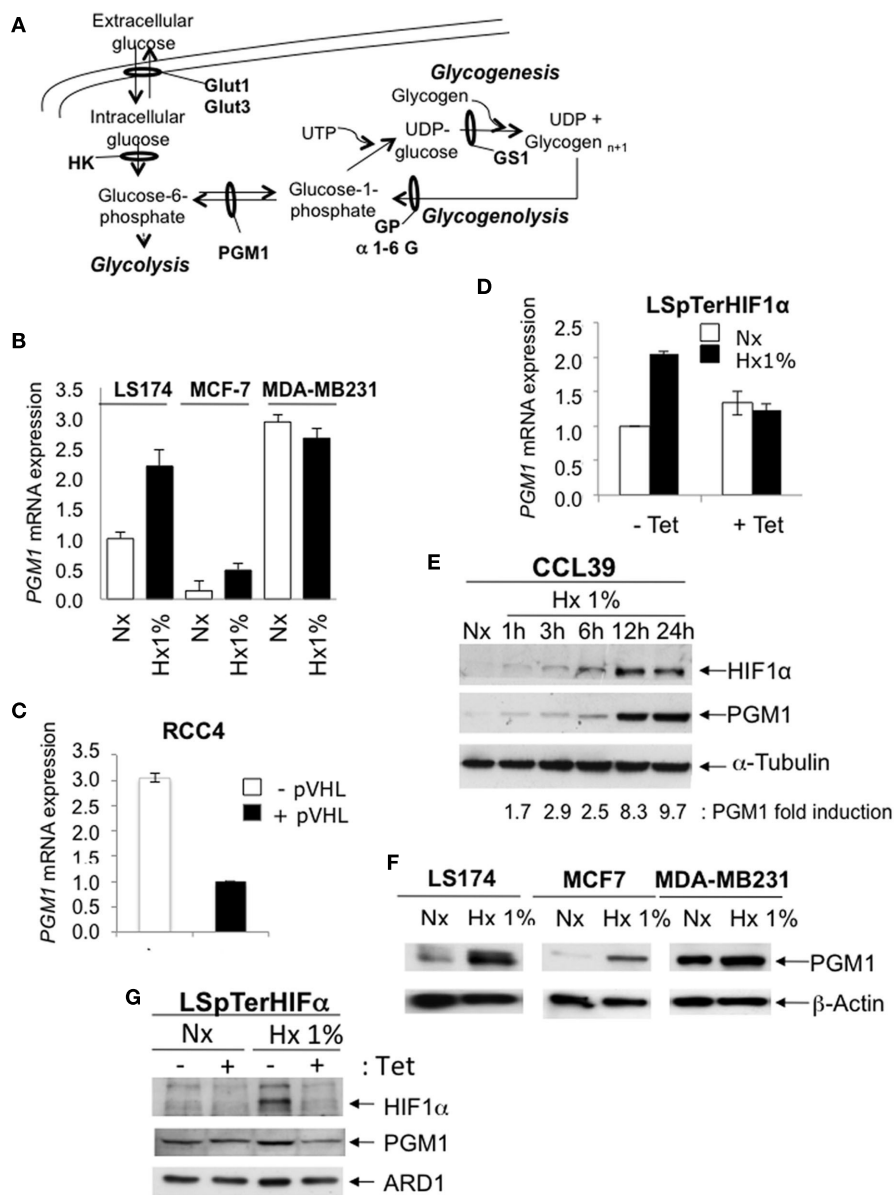 A
Extracellular
glucose
Glut1
Glut3
Intracellular
glucose
HK
Glucose-6-
phosphate
Glycolysis
PGM1
Glucose-1-
phosphate
UTP
UDP-
glucose
Glycogenesis
Glycogen
GS1
UDP +
Glycogen n+1
Glycogenolysis
GP
α 1-6 G
B
PGM1 mRNA expression
3.5
3.0
2.5
2.0
1.5
1.0
0.5
0.0
LS174 MCF-7 MDA-MB231
Nx Hx1% Nx Hx1% Nx Hx1%
C
RCC4
PGM1 mRNA expression
3.5
3.0
2.5
2.0
1.5
1.0
0.5
0.0
- pVHL
+ pVHL
D
LSpTerHIF1α
Nx
Hx1%
PGM1 mRNA expression
2.5
2.0
1.5
1.0
0.5
0.0
- Tet + Tet
E
CCL39
Hx 1%
Nx 1h 3h 6h 12h 24h
HIF1α
PGM1
α-Tubulin
1.7 2.9 2.5 8.3 9.7 : PGM1 fold induction
F
LS174 MCF7 MDA-MB231
Nx Hx 1% Nx Hx 1% Nx Hx 1%
PGM1
β-Actin
G
LSpTerHIFα
Nx Hx 1%
- + - + : Tet
HIF1α
PGM1
ARD1